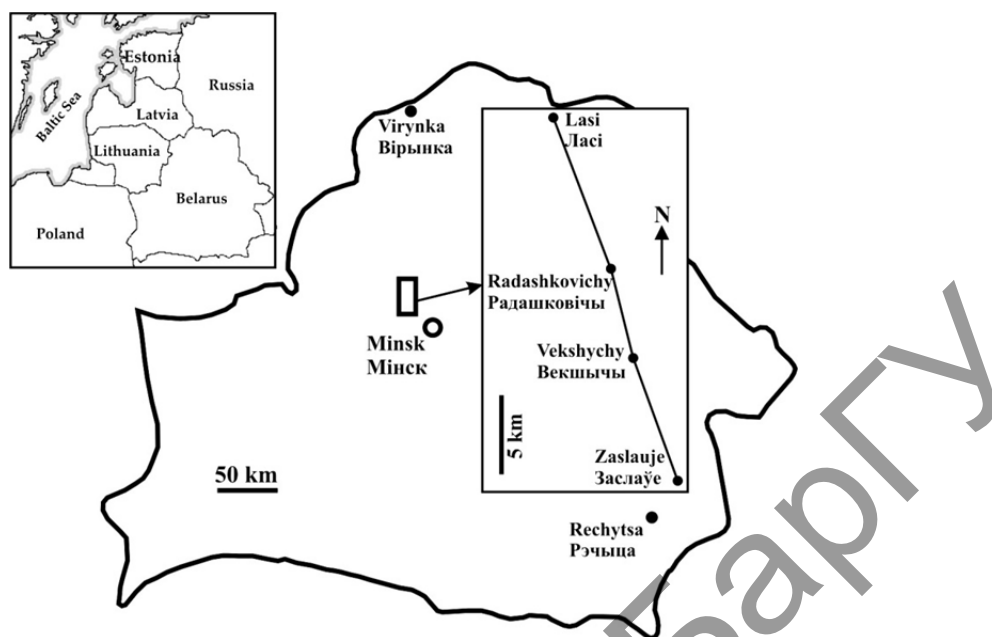 Estonia
Russia
Baltic Sea
Latvia
Lithuania
Belarus
Poland
Virynka
Вірынка
Lasi
Ласі
N
Radashkovichy
Радашковічы
Minsk
Мінск
Vekshychy
Векшычы
5 km
50 km
Zaslauje
Заслаўе
Rechytsa
Рэчыца
БарГУ